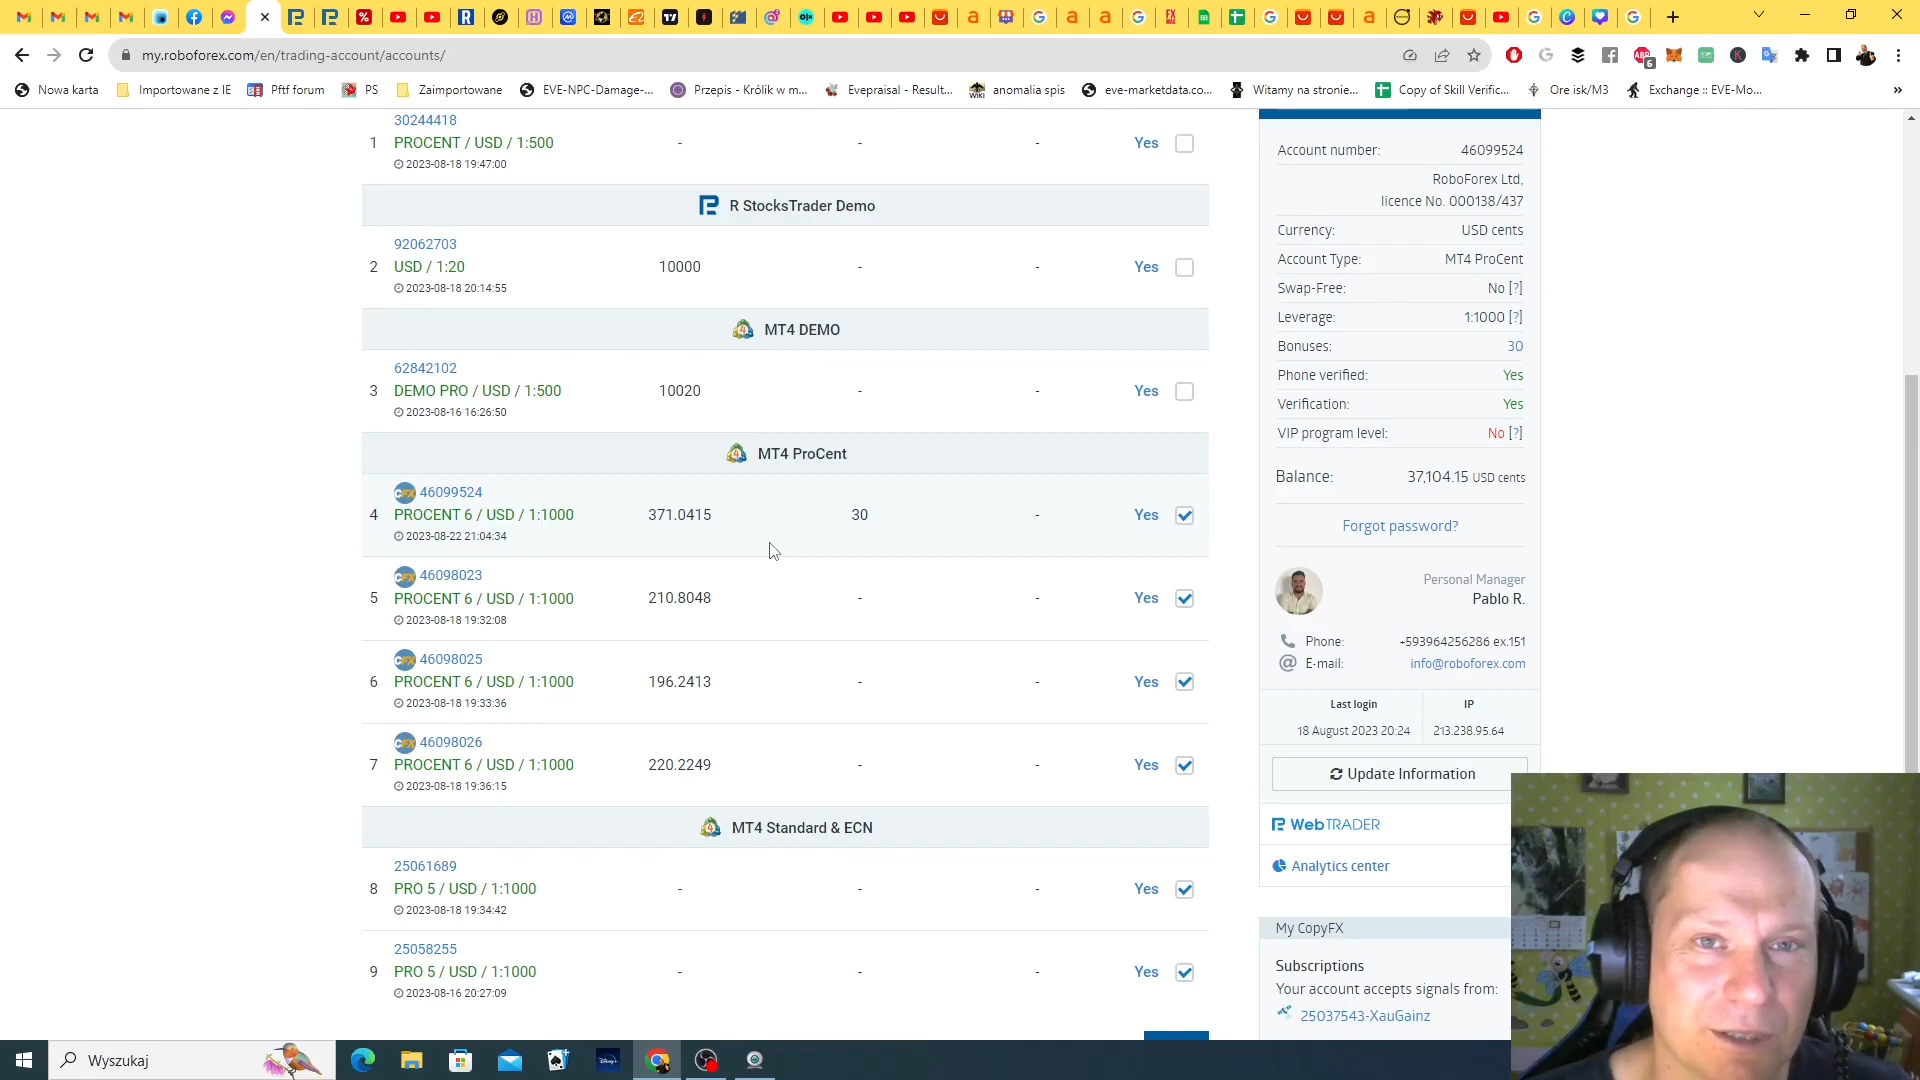 my.roboforex.com/en/trading-account/accounts/
Nowa karta
Importowane z IE
Pftf forum
PS
Zaimportowane
EVE-NPC-Damage-...
Przepis - Królik w m...
Evepraisal - Result...
anomalia spis
eve-marketdata.co...
Witamy na stronie...
Copy of Skill Verific...
Ore isk/M3
Exchange :: EVE-Mo...
»
30244418
1 PROCENT / USD / 1:500 - - - Yes
2023-08-18 19:47:00
R StocksTrader Demo
92062703
2 USD / 1:20 10000 - - Yes
2023-08-18 20:14:55
MT4 DEMO
62842102
3 DEMO PRO / USD / 1:500 10020 - - Yes
2023-08-16 16:26:50
MT4 ProCent
46099524
4 PROCENT 6 / USD / 1:1000 371.0415 30 - Yes
2023-08-22 21:04:34
46098023
5 PROCENT 6 / USD / 1:1000 210.8048 - - Yes
2023-08-18 19:32:08
46098025
6 PROCENT 6 / USD / 1:1000 196.2413 - - Yes
2023-08-18 19:33:36
46098026
7 PROCENT 6 / USD / 1:1000 220.2249 - - Yes
2023-08-18 19:36:15
MT4 Standard & ECN
25061689
8 PRO 5 / USD / 1:1000 - - - Yes
2023-08-18 19:34:42
25058255
9 PRO 5 / USD / 1:1000 - - - Yes
2023-08-16 20:27:09
Account number: 46099524
RoboForex Ltd,
licence No. 000138/437
Currency: USD cents
Account Type: MT4 ProCent
Swap-Free: No [?]
Leverage: 1:1000 [?]
Bonuses: 30
Phone verified: Yes
Verification: Yes
VIP program level: No [?]
Balance: 37,104.15 USD cents
Forgot password?
Personal Manager
Pablo R.
Phone: +593964256286 ex.151
E-mail: info@roboforex.com
Last login IP
18 August 2023 20:24 213.238.95.64
Update Information
WebTRADER
Analytics center
My CopyFX
Subscriptions
Your account accepts signals from:
25037543-XauGainz
Wyszukaj